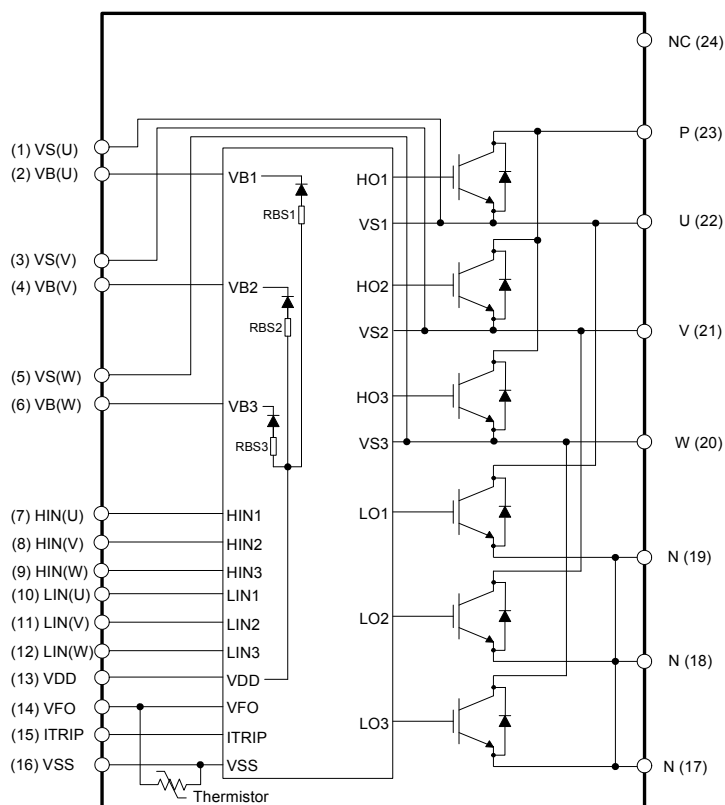 NC (24)
(1) VS(U)
P (23)
(2) VB(U)
VB1
HO1
RBS1
VS1
U (22)
(3) VS(V)
(4) VB(V)
VB2
HO2
RBS2
VS2
V (21)
(5) VS(W)
(6) VB(W)
VB3
HO3
RBS3
VS3
W (20)
(7) HIN(U)
HIN1
LO1
(8) HIN(V)
HIN2
N (19)
(9) HIN(W)
HIN3
(10) LIN(U)
LIN1
(11) LIN(V)
LIN2
LO2
(12) LIN(W)
LIN3
N (18)
(13) VDD
VDD
(14) VFO
VFO
LO3
(15) ITRIP
ITRIP
(16) VSS
VSS
N (17)
Thermistor